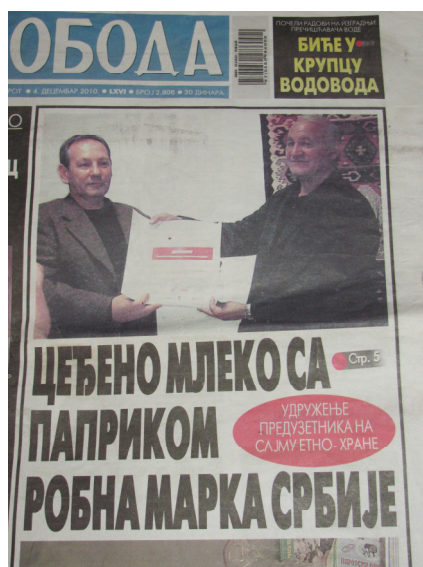 ОБОДА
ПОЧЕЛИ РАДОВИ НА ИЗГРАДЊИ
ПРЕЧИШЋАВАЧА ВОДЕ
БИЋЕ У
КРУПЦУ
ВОДОВОДА
РОТ • 4. ДЕЦЕМБАР 2010 • LXVI • БРОЈ 2.808 • 30 ДИНАРА
О
Ц
ЦЕЂЕНО МЛЕКО СА
Стр. 5
ПАПРИКОМ
УДРУЖЕЊЕ
ПРЕДУЗЕТНИКА НА
САЈМУ ЕТНО- ХРАНЕ
РОБНА МАРКА СРБИЈЕ